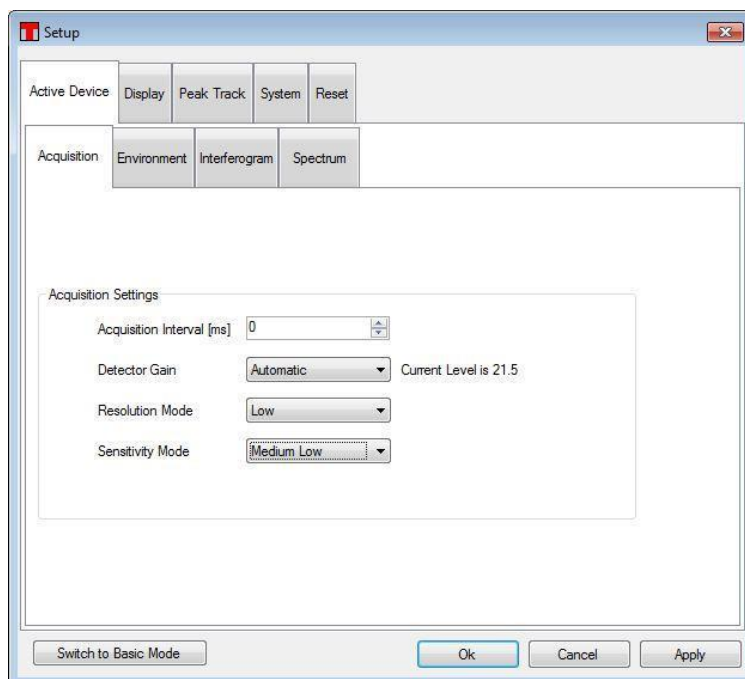 Setup
Active Device Display Peak Track System Reset
Acquisition Environment Interferogram Spectrum
Acquisition Settings
Acquisition Interval [ms] 0
Detector Gain Automatic Current Level is 21.5
Resolution Mode Low
Sensitivity Mode Medium Low
Switch to Basic Mode Ok Cancel Apply